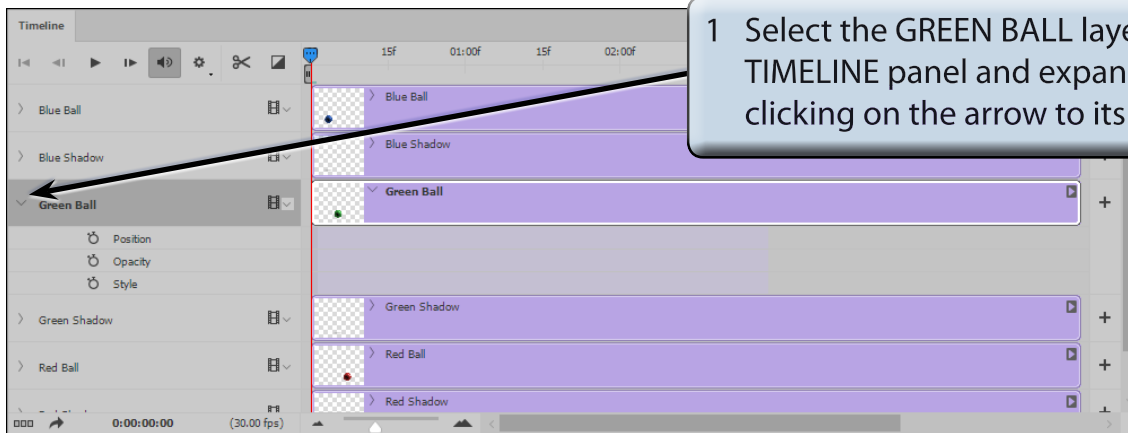 Timeline
1 Select the GREEN BALL laye
TIMELINE panel and expan
clicking on the arrow to its
15f 01:00f 15f 02:00f
Blue Ball
Blue Ball
Blue Shadow
Blue Shadow
Green Ball
Green Ball
Position
Opacity
Style
Green Shadow
Green Shadow
Red Ball
Red Ball
Red Shadow
0:00:00:00 (30.00 fps)